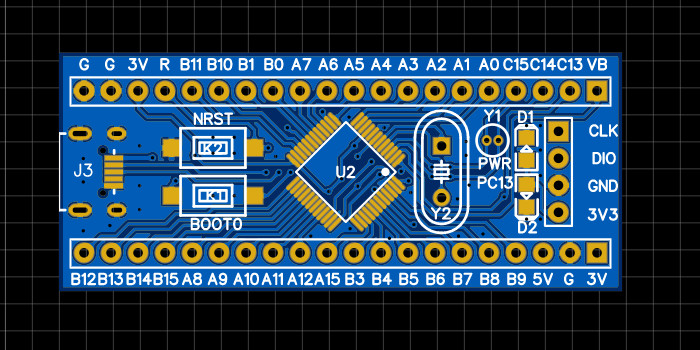 G G 3V R B11 B10 B1 B0 A7 A6 A5 A4 A3 A2 A1 A0 C15 C14 C13 VB
NRST
Y1
D1
CLK
K2
DIO
J3
U2
PWR
PC13
GND
K1
Y2
3V3
BOOT0
D2
B12 B13 B14 B15 A8 A9 A10 A11 A12 A15 B3 B4 B5 B6 B7 B8 B9 5V G 3V